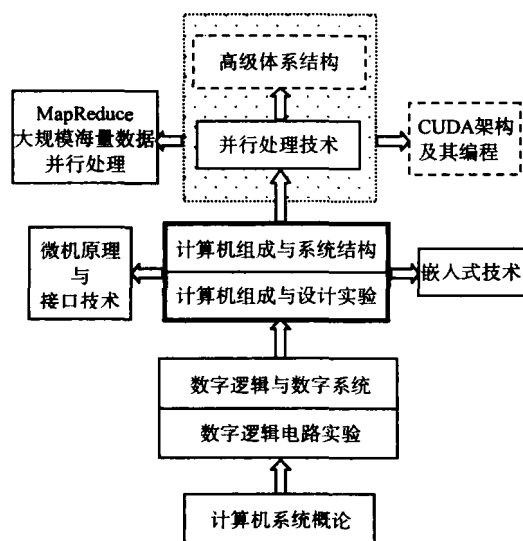 高级体系结构
MapReduce
大规模海量数据
并行处理
并行处理技术
CUDA架构
及其编程
微机原理
与
接口技术
计算机组成与系统结构
计算机组成与设计实验
嵌入式技术
数字逻辑与数字系统
数字逻辑电路实验
计算机系统概论